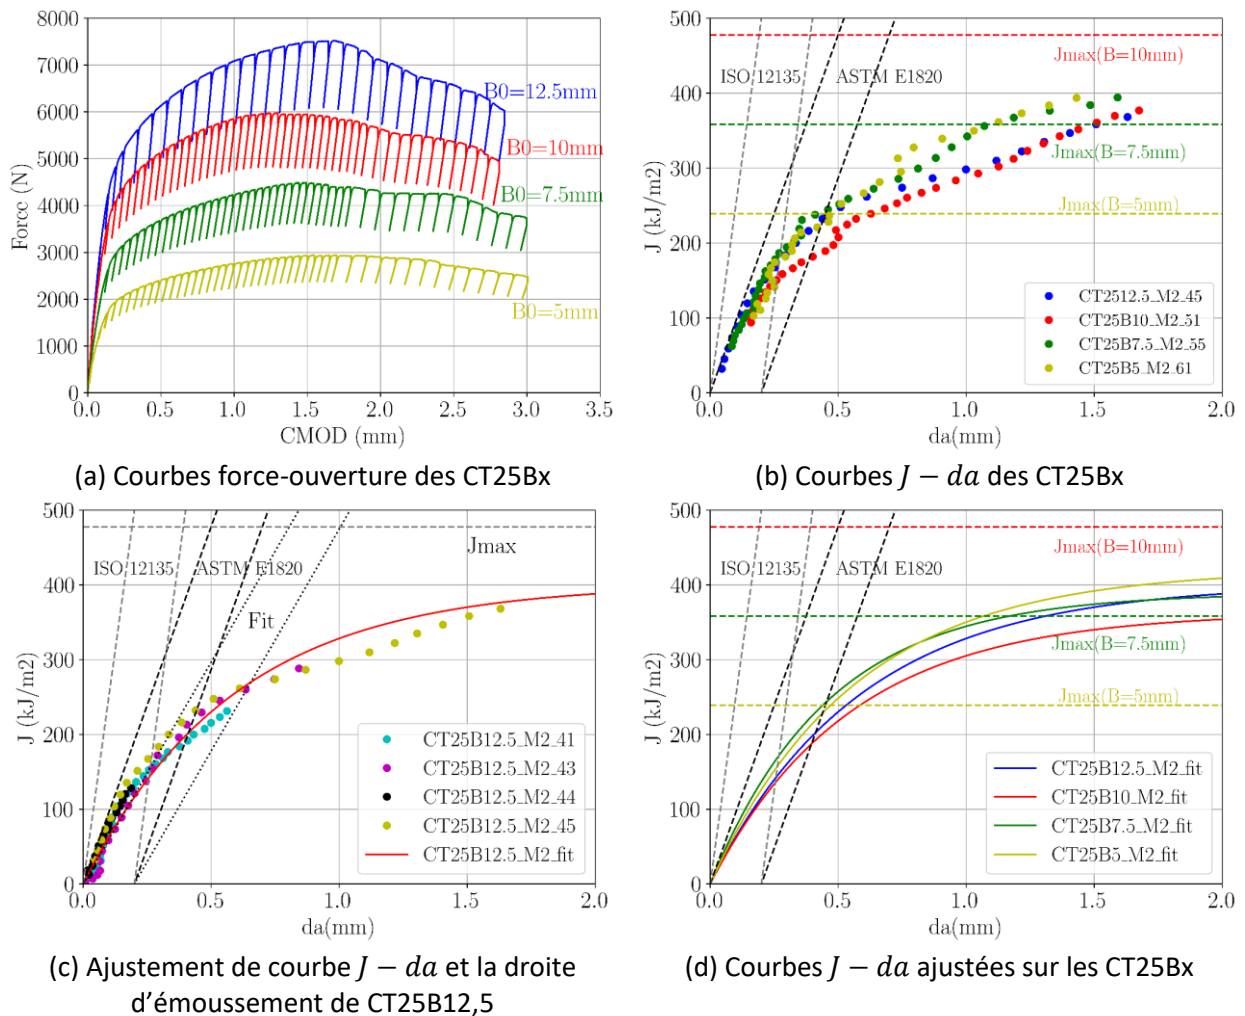 8000
7000
6000
5000
4000
3000
2000
1000
0
Force (N)
B0=12.5mm
B0=10mm
B0=7.5mm
B0=5mm
0.0 0.5 1.0 1.5 2.0 2.5 3.0 3.5
CMOD (mm)
(a) Courbes force-ouverture des CT25Bx
500
400
300
200
100
0
J (kJ/m2)
Jmax(B=10mm)
ISO 12135
ASTM E1820
Jmax(B=7.5mm)
Jmax(B=5mm)
CT2512.5_M2_45
CT25B10_M2_51
CT25B7.5_M2_55
CT25B5_M2_61
0.0 0.5 1.0 1.5 2.0
da(mm)
(b) Courbes J − da des CT25Bx
500
400
300
200
100
0
J (kJ/m2)
Jmax
ISO 12135
ASTM E1820
Fit
CT25B12.5_M2_41
CT25B12.5_M2_43
CT25B12.5_M2_44
CT25B12.5_M2_45
CT25B12.5_M2_fit
0.0 0.5 1.0 1.5 2.0
da(mm)
(c) Ajustement de courbe J − da et la droite
d’émoussement de CT25B12,5
500
400
300
200
100
0
J (kJ/m2)
Jmax(B=10mm)
ISO 12135
ASTM E1820
Jmax(B=7.5mm)
Jmax(B=5mm)
CT25B12.5_M2_fit
CT25B10_M2_fit
CT25B7.5_M2_fit
CT25B5_M2_fit
0.0 0.5 1.0 1.5 2.0
da(mm)
(d) Courbes J − da ajustées sur les CT25Bx